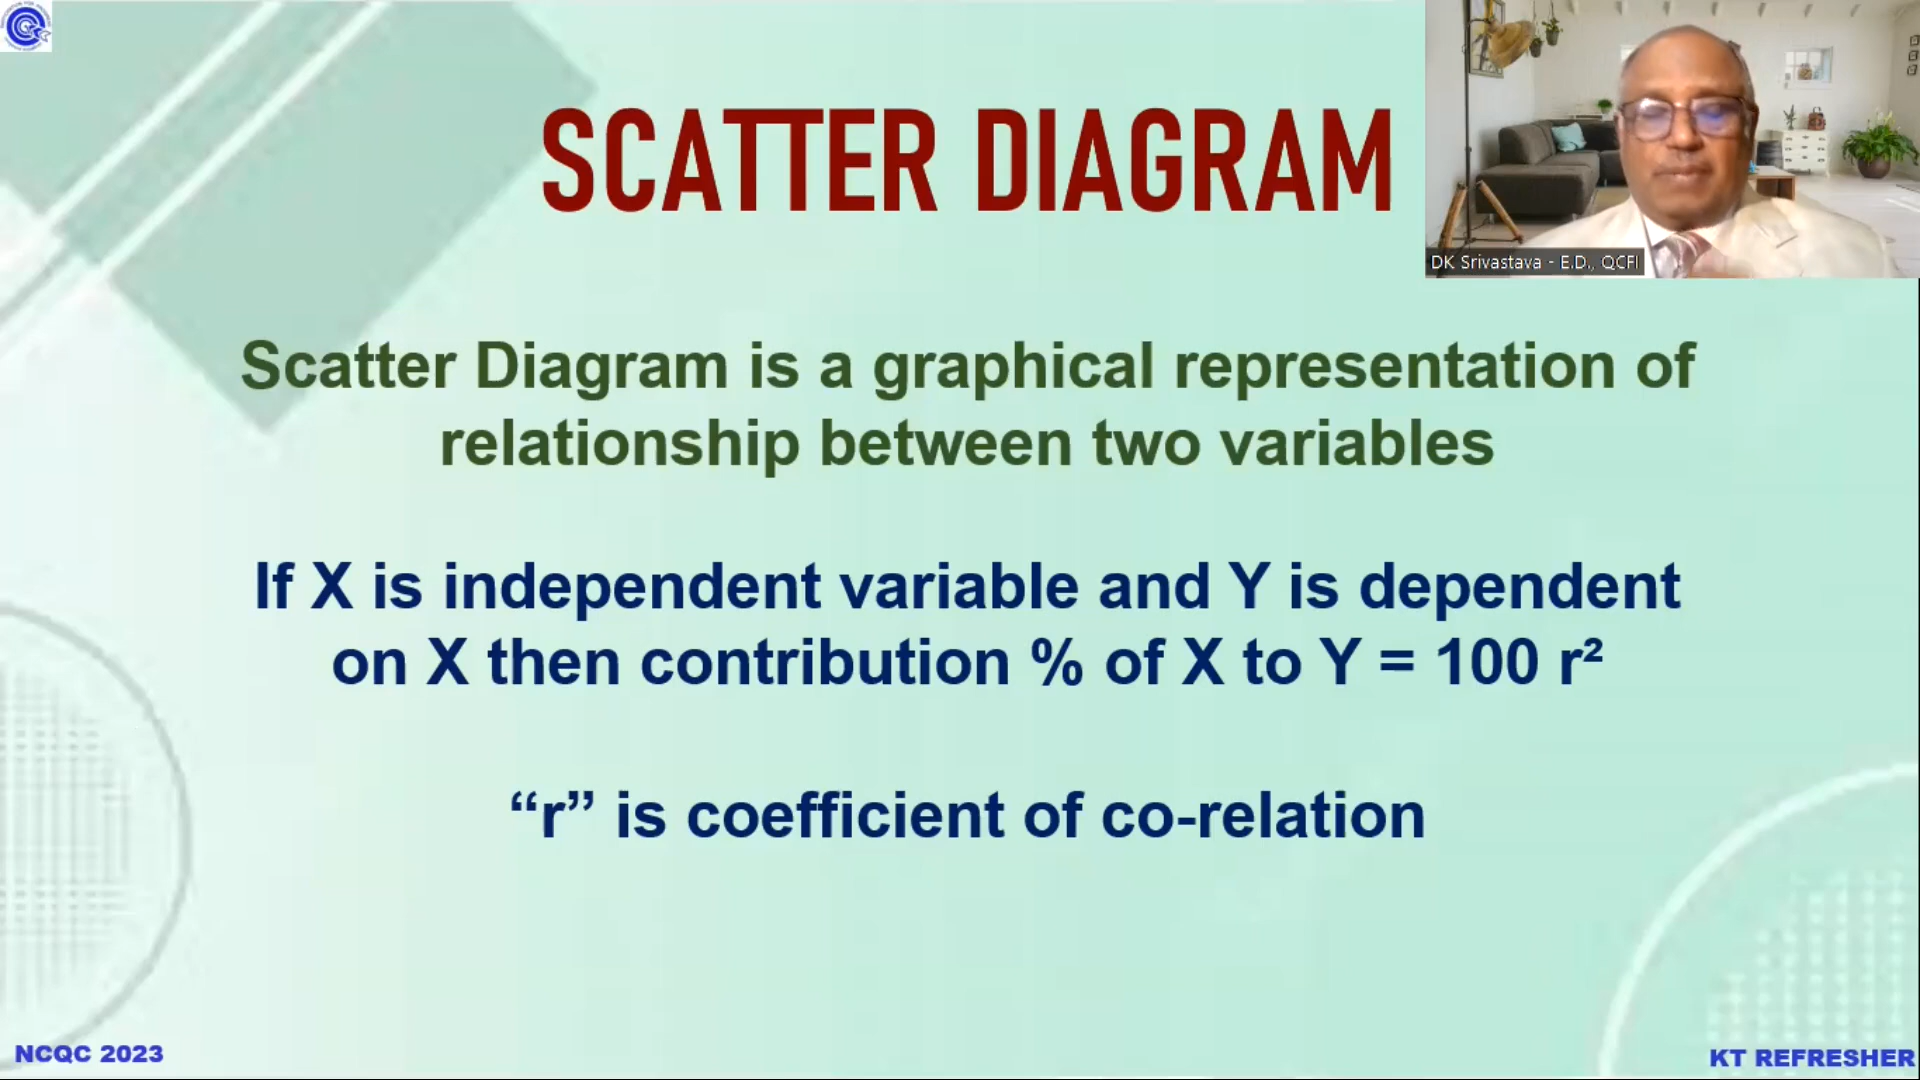 SCATTER DIAGRAM
DK Srivastava - E.D., QCFI
Scatter Diagram is a graphical representation of
relationship between two variables
If X is independent variable and Y is dependent
on X then contribution % of X to Y = 100 r²
“r” is coefficient of co-relation
NCQC 2023
KT REFRESHER